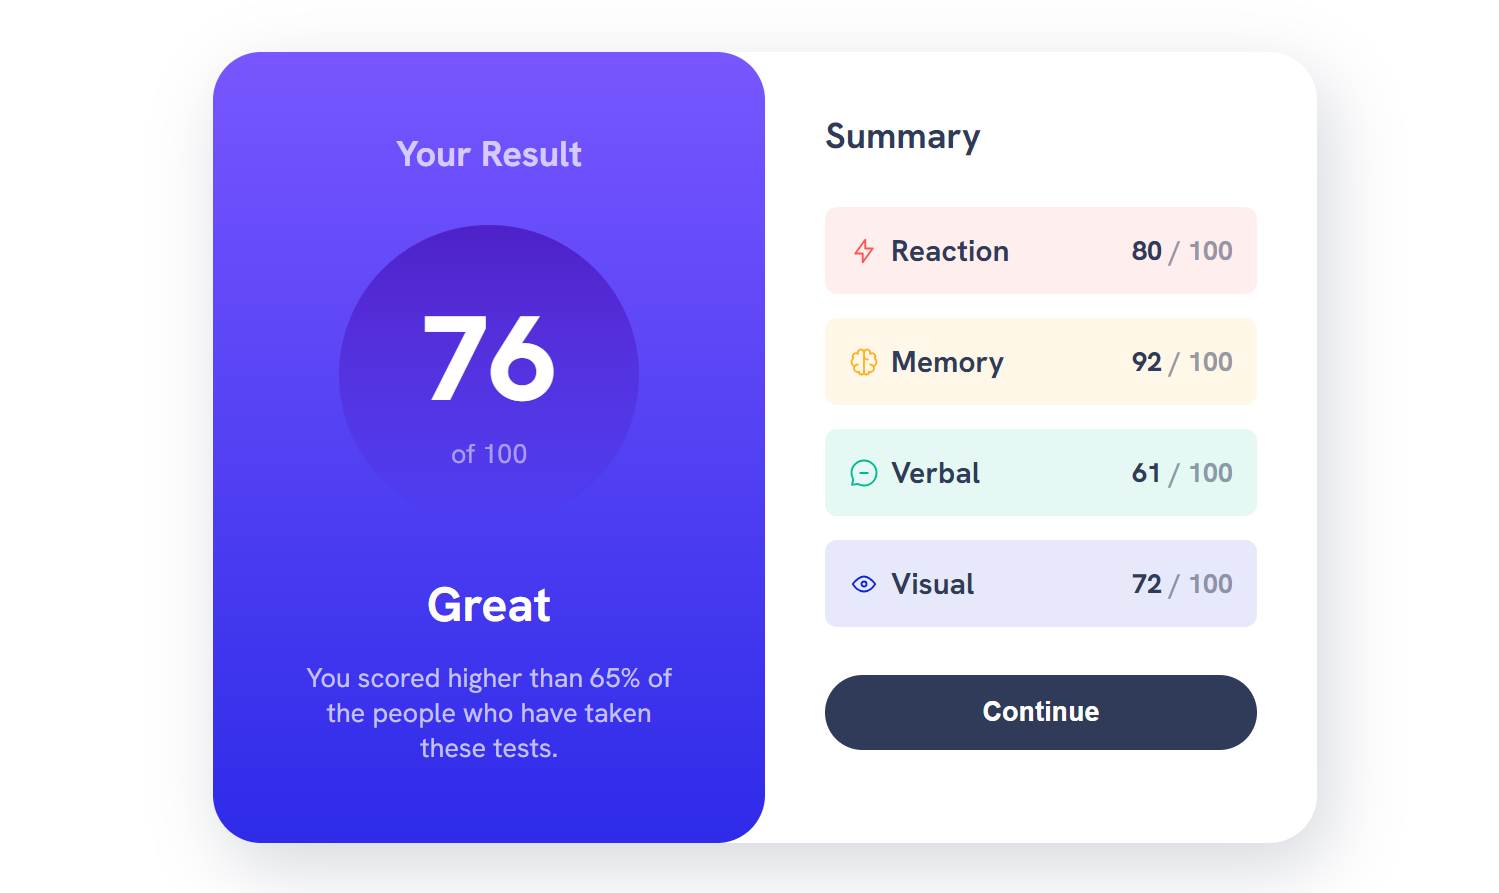 Your Result
76
of 100
Great
You scored higher than 65% of
the people who have taken
these tests.
Summary
Reaction 80 / 100
Memory 92 / 100
Verbal 61 / 100
Visual 72 / 100
Continue